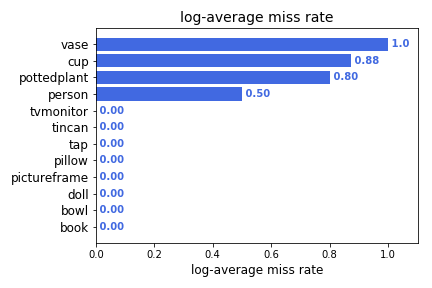 log-average miss rate
vase 1.0
cup 0.88
pottedplant 0.80
person 0.50
tvmonitor 0.00
tincan 0.00
tap 0.00
pillow 0.00
pictureframe 0.00
doll 0.00
bowl 0.00
book 0.00
0.0 0.2 0.4 0.6 0.8 1.0
log-average miss rate